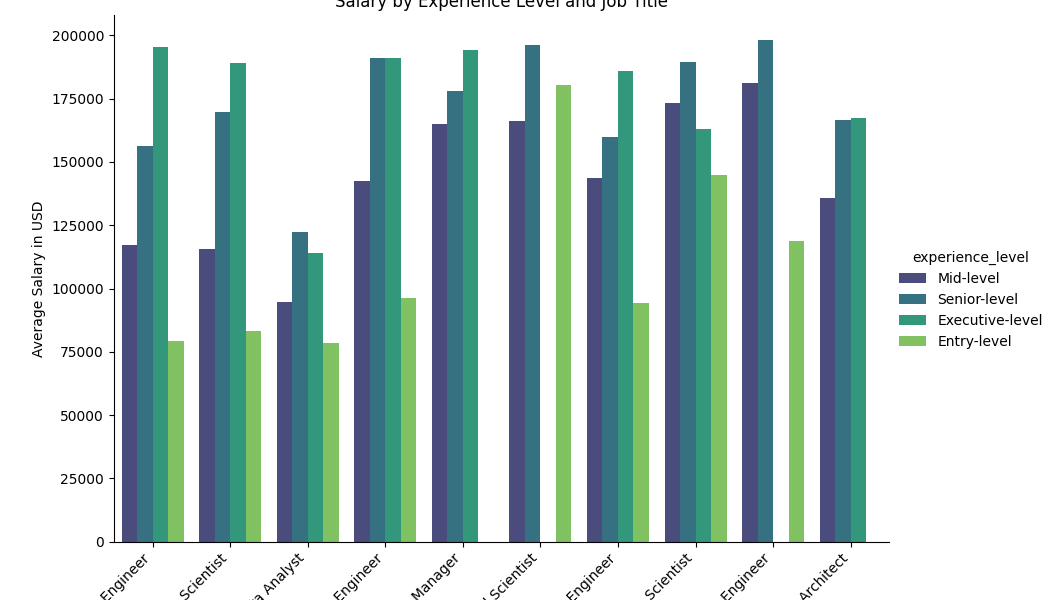 Salary by Experience Level and Job Title
200000
175000
150000
125000
100000
75000
50000
25000
0
Average Salary in USD
experience_level
Mid-level
Senior-level
Executive-level
Entry-level
Engineer
Scientist
a Analyst
Engineer
Manager
Scientist
Engineer
Scientist
Engineer
Architect